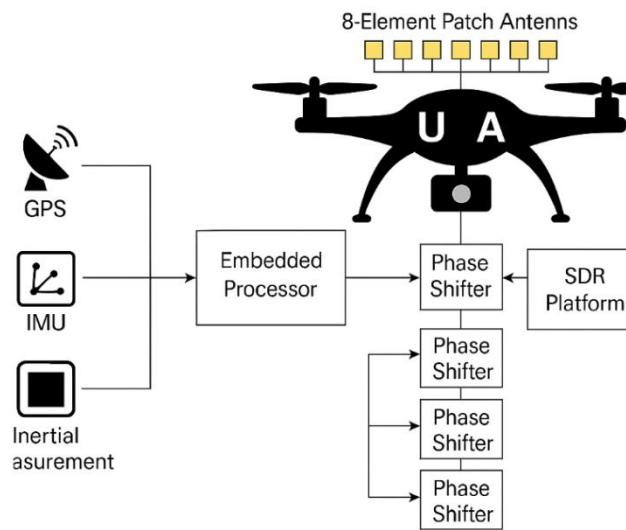 8-Element Patch Antenns
U A
GPS
IMU
Inertial
asurement
Embedded
Processor
Phase
Shifter
SDR
Platform
Phase
Shifter
Phase
Shifter
Phase
Shifter